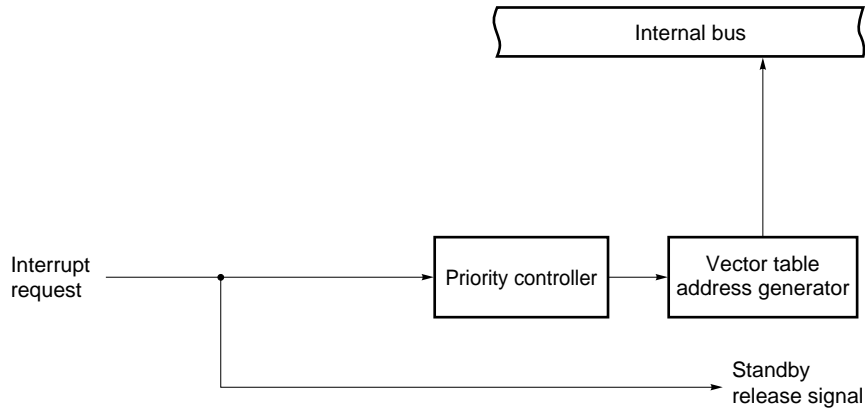 Internal bus
Interrupt
request
Priority controller
Vector table
address generator
Standby
release signal